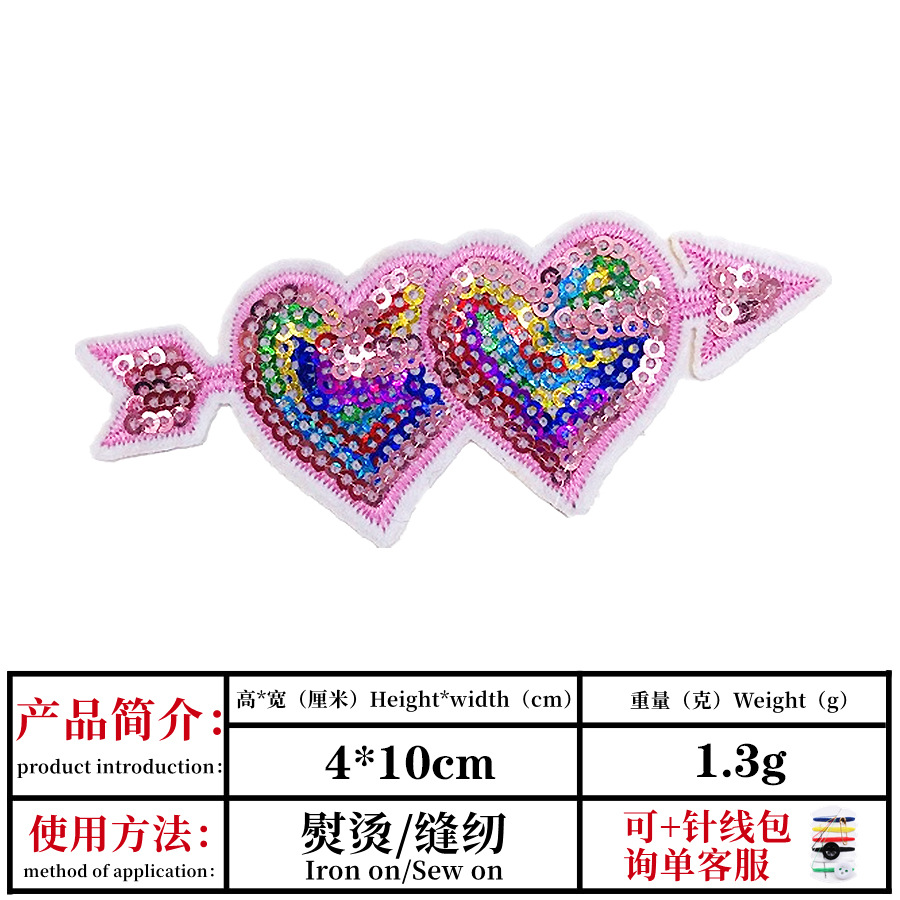 产品简介：
product introduction：
高*宽（厘米）Height*width（cm）
重量（克）Weight（g）
4*10cm
1.3g
使用方法：
method of application：
熨烫/缝纫
Iron on/Sew on
可+针线包
询单客服